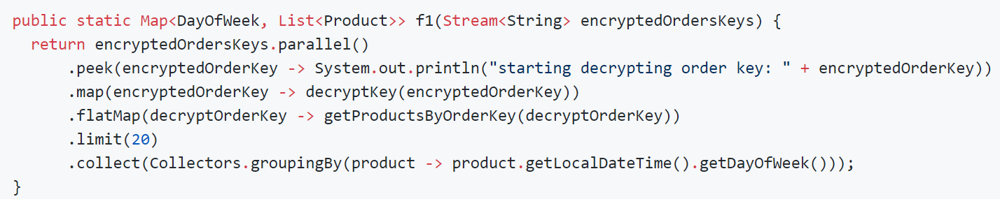 public static Map<DayOfWeek, List<Product>> f1(Stream<String> encryptedOrdersKeys) {
  return encryptedOrdersKeys.parallel()
      .peek(encryptedOrderKey -> System.out.println("starting decrypting order key: " + encryptedOrderKey))
      .map(encryptedOrderKey -> decryptKey(encryptedOrderKey))
      .flatMap(decryptOrderKey -> getProductsByOrderKey(decryptOrderKey))
      .limit(20)
      .collect(Collectors.groupingBy(product -> product.getLocalDateTime().getDayOfWeek()));
}